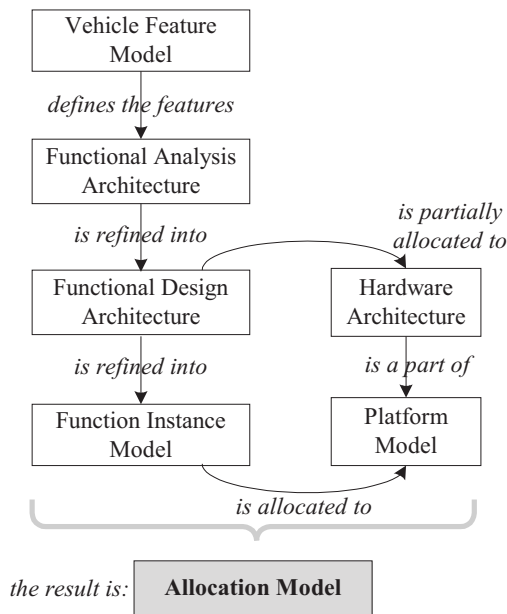 Vehicle Feature
Model
defines the features
Functional Analysis
Architecture
is refined into
is partially
allocated to
Functional Design
Architecture
Hardware
Architecture
is refined into
is a part of
Function Instance
Model
Platform
Model
is allocated to
the result is: Allocation Model